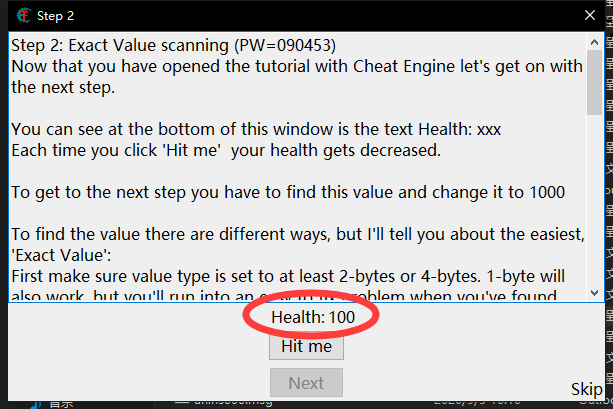 Step 2
Step 2: Exact Value scanning (PW=090453)
Now that you have opened the tutorial with Cheat Engine let's get on with
the next step.
You can see at the bottom of this window is the text Health: xxx
Each time you click 'Hit me'  your health gets decreased.
To get to the next step you have to find this value and change it to 1000
To find the value there are different ways, but I'll tell you about the easiest,
'Exact Value':
First make sure value type is set to at least 2-bytes or 4-bytes. 1-byte will
also work, but you'll run into an easy to fix problem when you've found
Health: 100
Hit me
Next
Skip